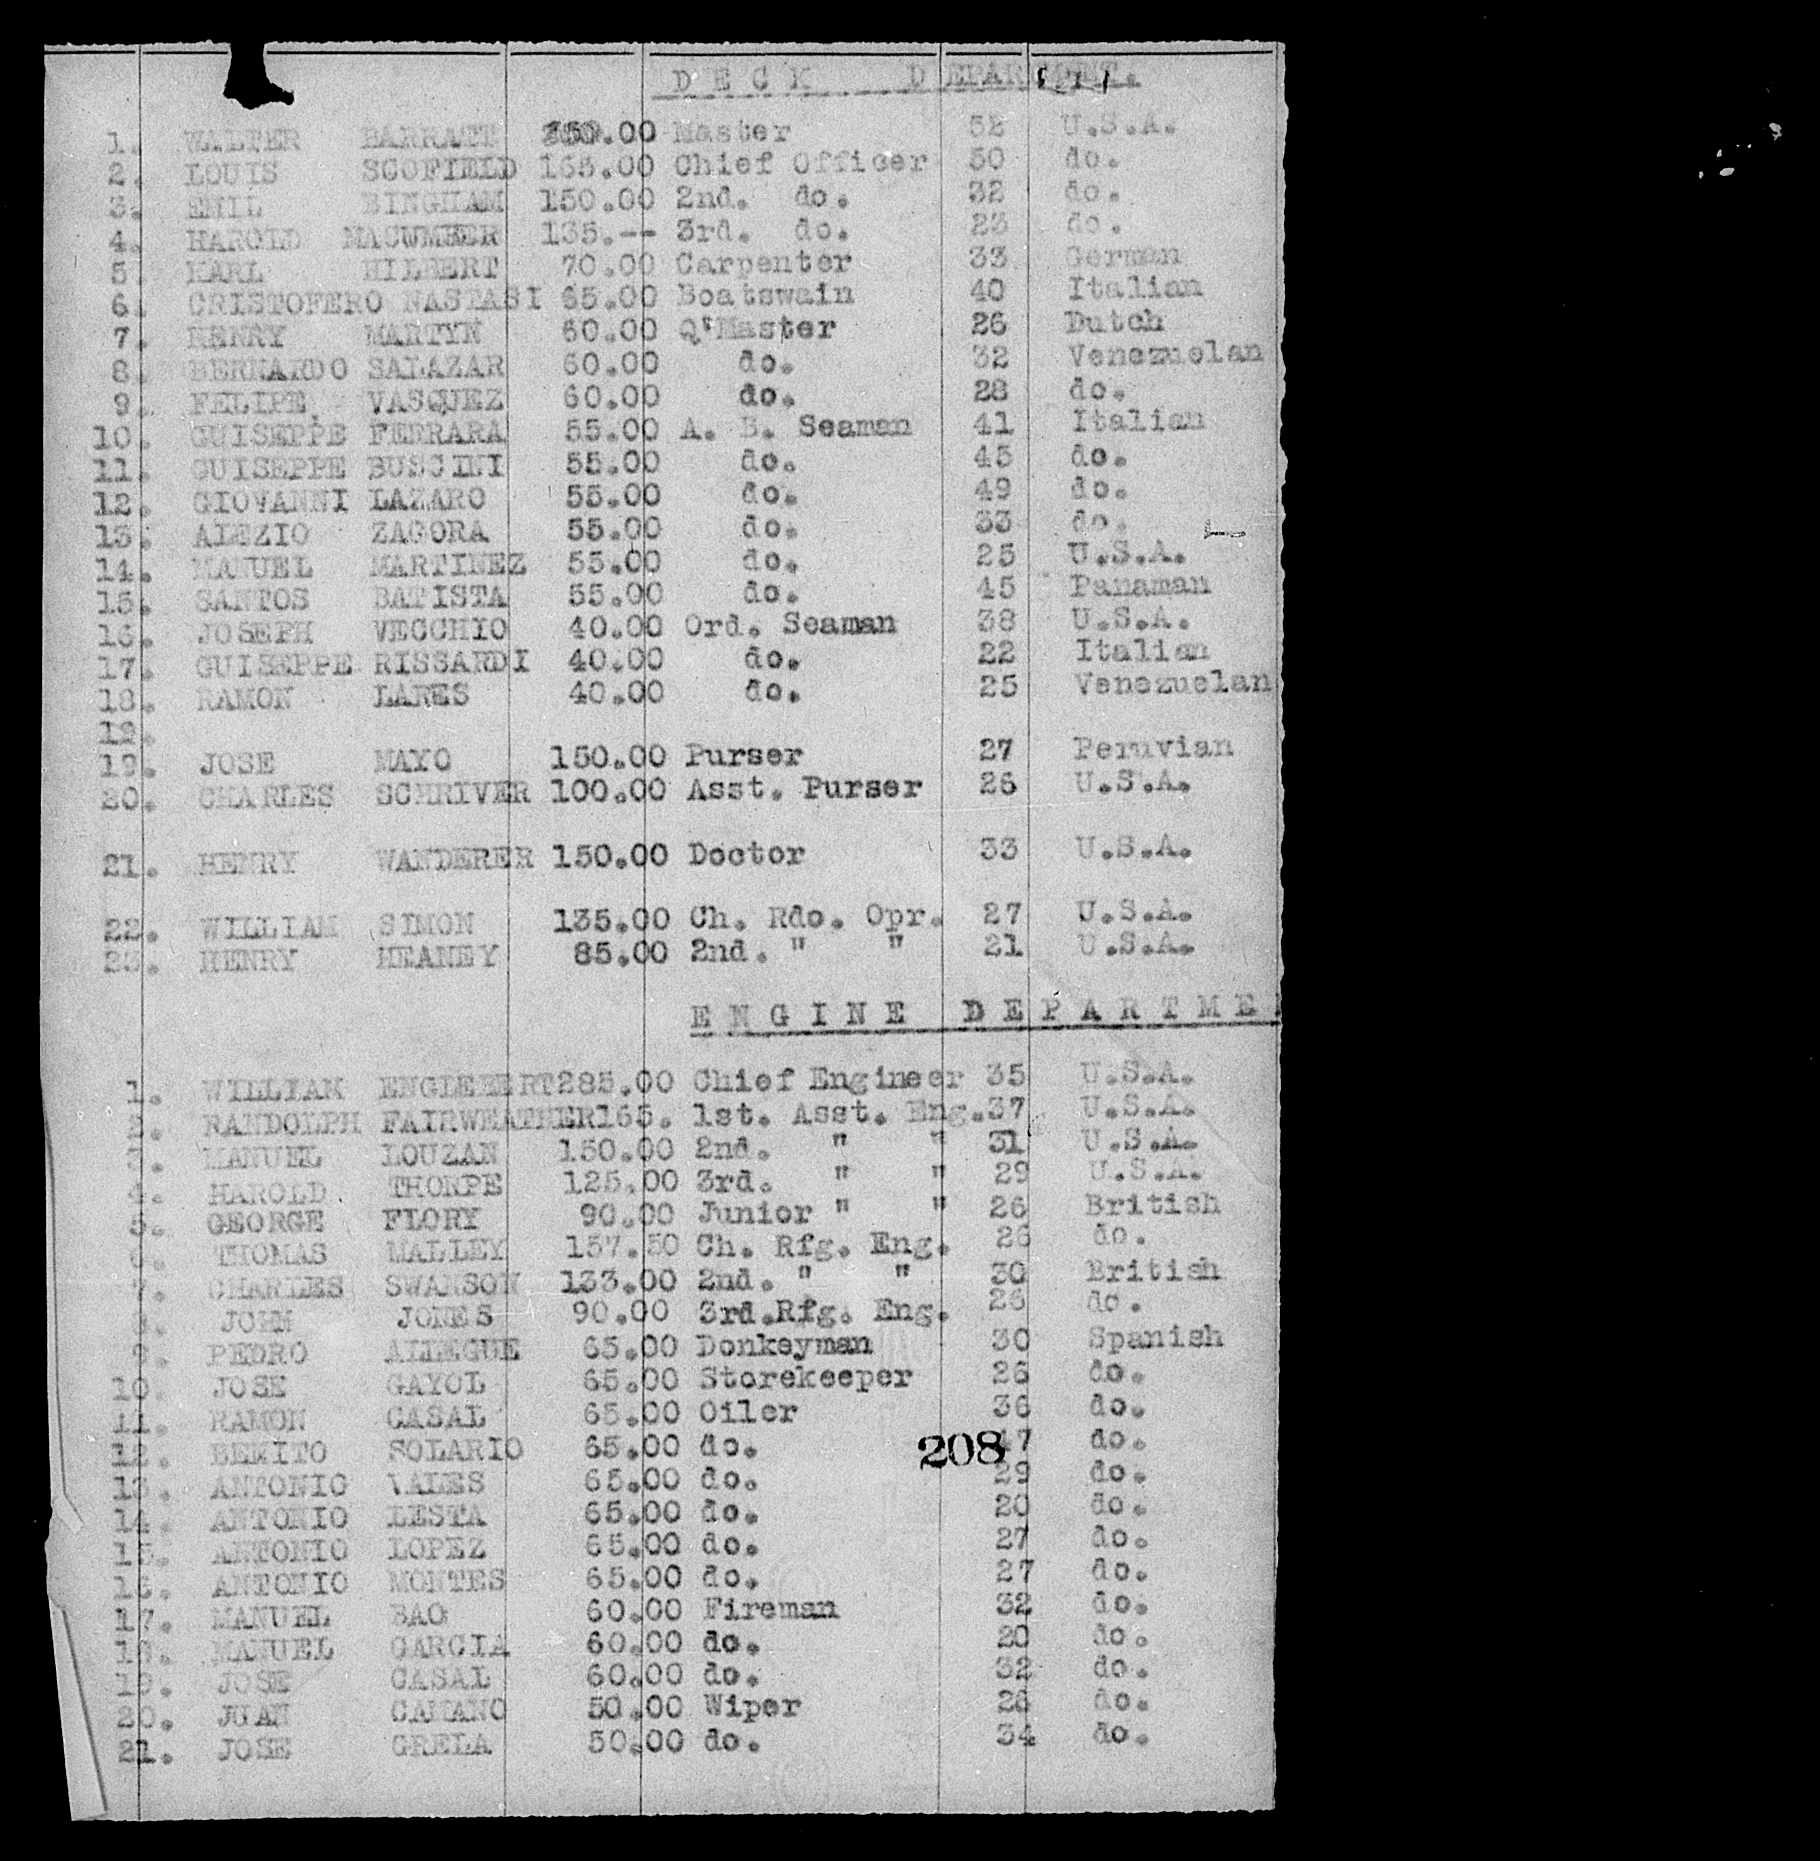 DECK DEPARTMENT.
1. WALTER BARRATT 350.00 Master 52 U.S.A.
2. LOUIS SCOFIELD 165.00 Chief Officer 50 do.
3. EMIL BINGHAM 150.00 2nd. do. 32 do.
4. HAROLD MACUMBER 135.-- 3rd. do. 23 do.
5. KARL HILBERT 70.00 Carpenter 33 German
6. CRISTOFERO NASTASI 65.00 Boatswain 40 Italian
7. HENRY MARTYN 60.00 Q'Master 26 Dutch
8. BERNARDO SALAZAR 60.00 do. 32 Venezuelan
9. FELIPE VASQUEZ 60.00 do. 28 do.
10. GUISEPPE FERRARA 55.00 A. B. Seaman 41 Italian
11. GUISEPPE BUSCILI 55.00 do. 45 do.
12. GIOVANNI LAZARO 55.00 do. 49 do.
13. ALEZIO ZAGORA 55.00 do. 33 do.
14. MANUEL MARTINEZ 55.00 do. 25 U.S.A.
15. SANTOS BATISTA 55.00 do. 45 Panaman
16. JOSEPH VECCHIO 40.00 Ord. Seaman 38 U.S.A.
17. GUISEPPE RISSARDI 40.00 do. 22 Italian
18. RAMON LARES 40.00 do. 25 Venezuelan
19.
19. JOSE MAYO 150.00 Purser 27 Peruvian
20. CHARLES SCHRIVER 100.00 Asst. Purser 26 U.S.A.
21. HENRY WANDERER 150.00 Doctor 33 U.S.A.
22. WILLIAM SIMON 135.00 Ch. Rdo. Opr. 27 U.S.A.
23. HENRY HEANEY 85.00 2nd. " " 21 U.S.A.
ENGINE DEPARTME
1. WILLIAM ENGLEBERT 285.00 Chief Engineer 35 U.S.A.
2. RANDOLPH FAIRWEATHER 165. 1st. Asst. Eng. 37 U.S.A.
3. MANUEL LOUZAN 150.00 2nd. " " 31 U.S.A.
4. HAROLD THORPE 125.00 3rd. " " 29 U.S.A.
5. GEORGE FLORY 90.00 Junior " " 26 British
6. THOMAS MALLEY 157.50 Ch. Rfg. Eng. 26 do.
7. CHARLES SWANSON 133.00 2nd. " " 30 British
8. JOHN JONES 90.00 3rd.Rfg. Eng. 26 do.
9. PEDRO ALLEGUE 65.00 Donkeyman 30 Spanish
10. JOSE GAYOL 65.00 Storekeeper 26 do.
11. RAMON CASAL 65.00 Oiler 36 do.
12. BENITO SOLARIO 65.00 do. 208 47 do.
13. ANTONIO VALES 65.00 do. 29 do.
14. ANTONIO LESTA 65.00 do. 20 do.
15. ANTONIO LOPEZ 65.00 do. 27 do.
16. ANTONIO MONTES 65.00 do. 27 do.
17. MANUEL BAO 60.00 Fireman 32 do.
18. MANUEL GARCIA 60.00 do. 20 do.
19. JOSE CASAL 60.00 do. 32 do.
20. JUAN CAMANO 50.00 Wiper 28 do.
21. JOSE GRELA 50.00 do. 34 do.